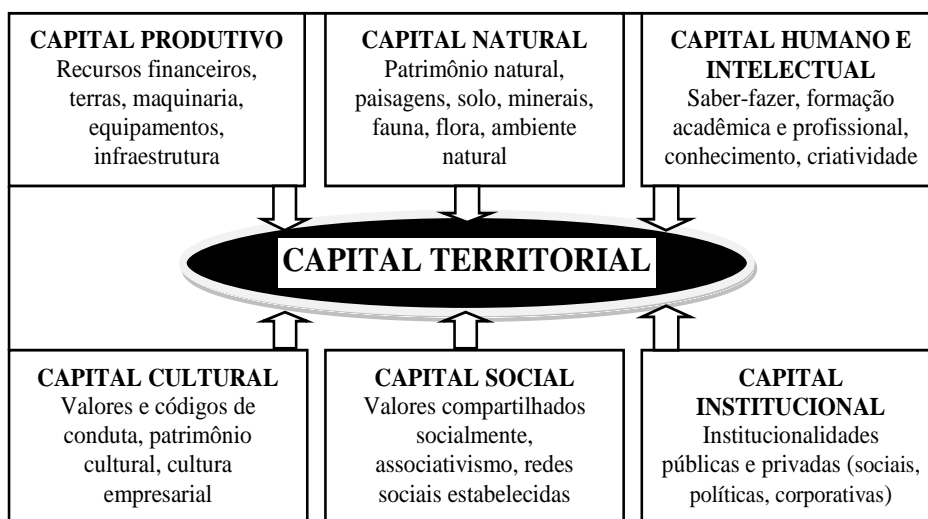 CAPITAL PRODUTIVO
Recursos financeiros,
terras, maquinaria,
equipamentos,
infraestrutura
CAPITAL NATURAL
Patrimônio natural,
paisagens, solo, minerais,
fauna, flora, ambiente
natural
CAPITAL HUMANO E
INTELECTUAL
Saber-fazer, formação
acadêmica e profissional,
conhecimento, criatividade
CAPITAL TERRITORIAL
CAPITAL CULTURAL
Valores e códigos de
conduta, patrimônio
cultural, cultura
empresarial
CAPITAL SOCIAL
Valores compartilhados
socialmente,
associativismo, redes
sociais estabelecidas
CAPITAL
INSTITUCIONAL
Institucionalidades
públicas e privadas (sociais,
políticas, corporativas)